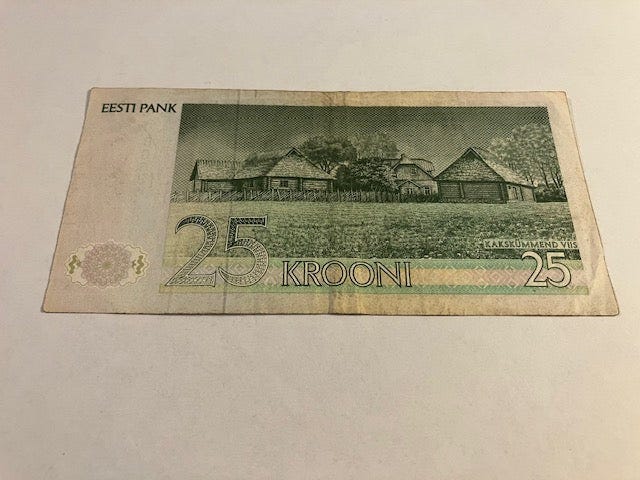 EESTI PANK
KAKSKÜMMEND VIIS
25 KROONI
25